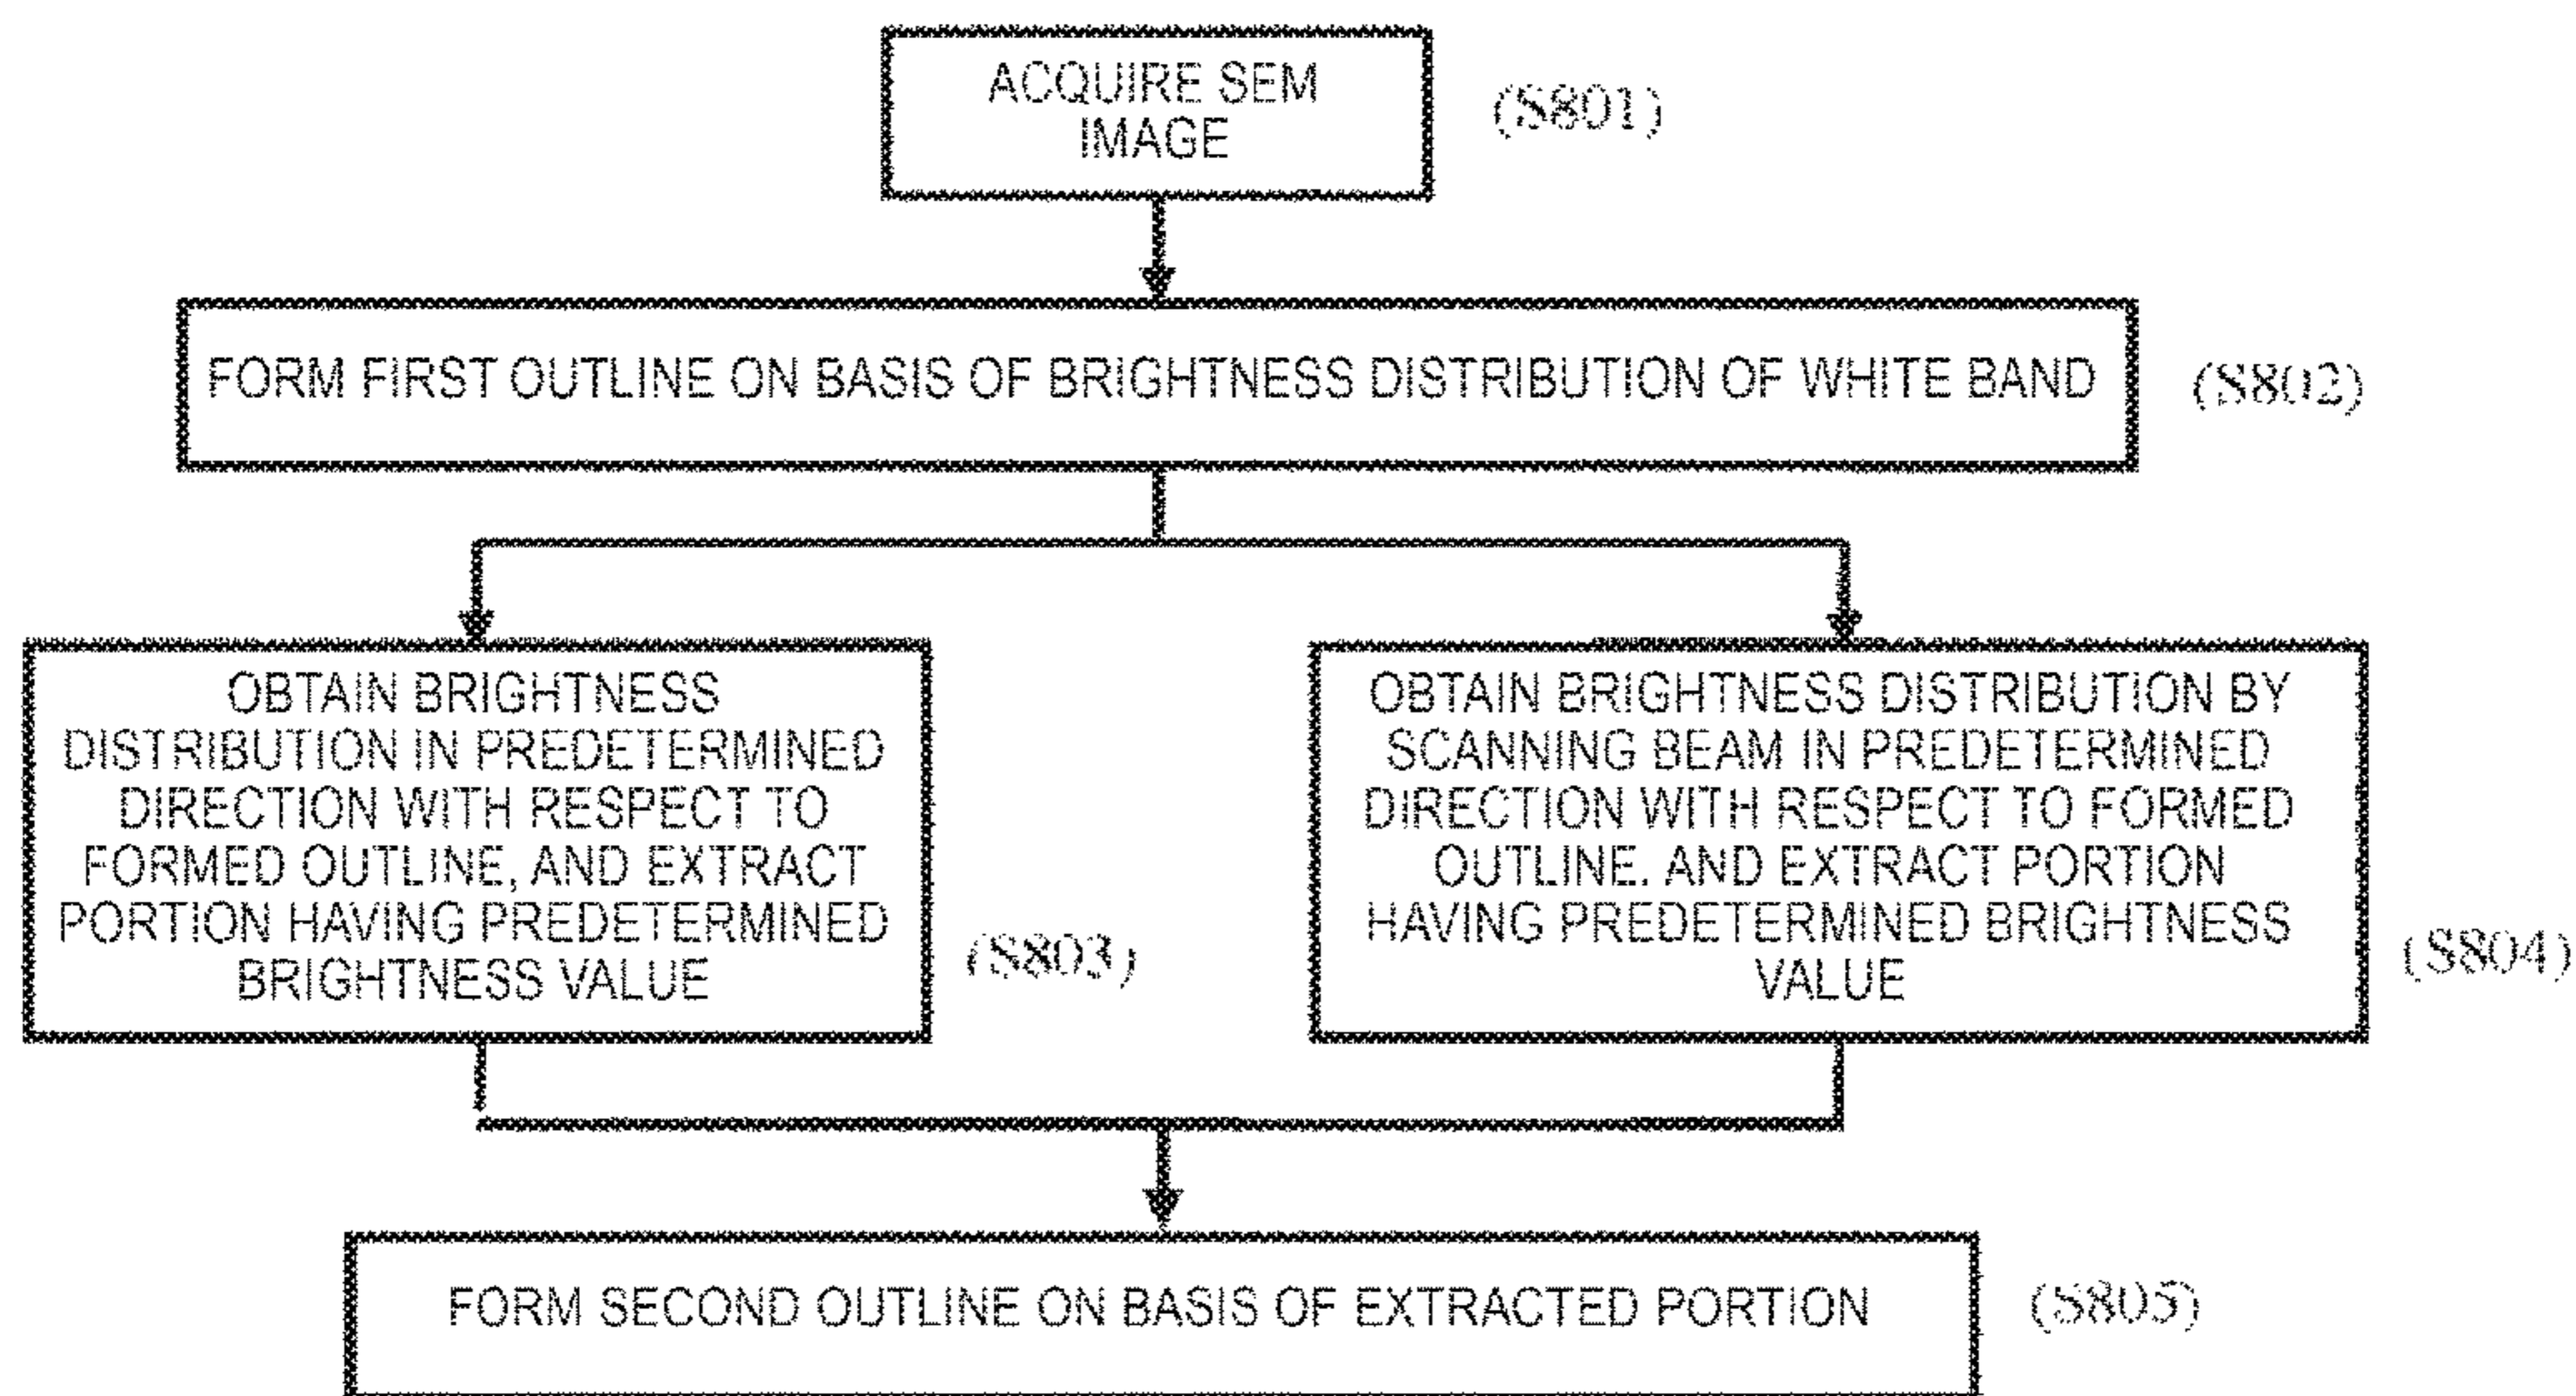 ACQUIRE SEM
IMAGE
(S801)
FORM FIRST OUTLINE ON BASIS OF BRIGHTNESS DISTRIBUTION OF WHITE BAND
(S802)
OBTAIN BRIGHTNESS
DISTRIBUTION IN PREDETERMINED
DIRECTION WITH RESPECT TO
FORMED OUTLINE, AND EXTRACT
PORTION HAVING PREDETERMINED
BRIGHTNESS VALUE
(S803)
OBTAIN BRIGHTNESS DISTRIBUTION BY
SCANNING BEAM IN PREDETERMINED
DIRECTION WITH RESPECT TO FORMED
OUTLINE. AND EXTRACT PORTION
HAVING PREDETERMINED BRIGHTNESS
VALUE
(S804)
FORM SECOND OUTLINE ON BASIS OF EXTRACTED PORTION
(S805)